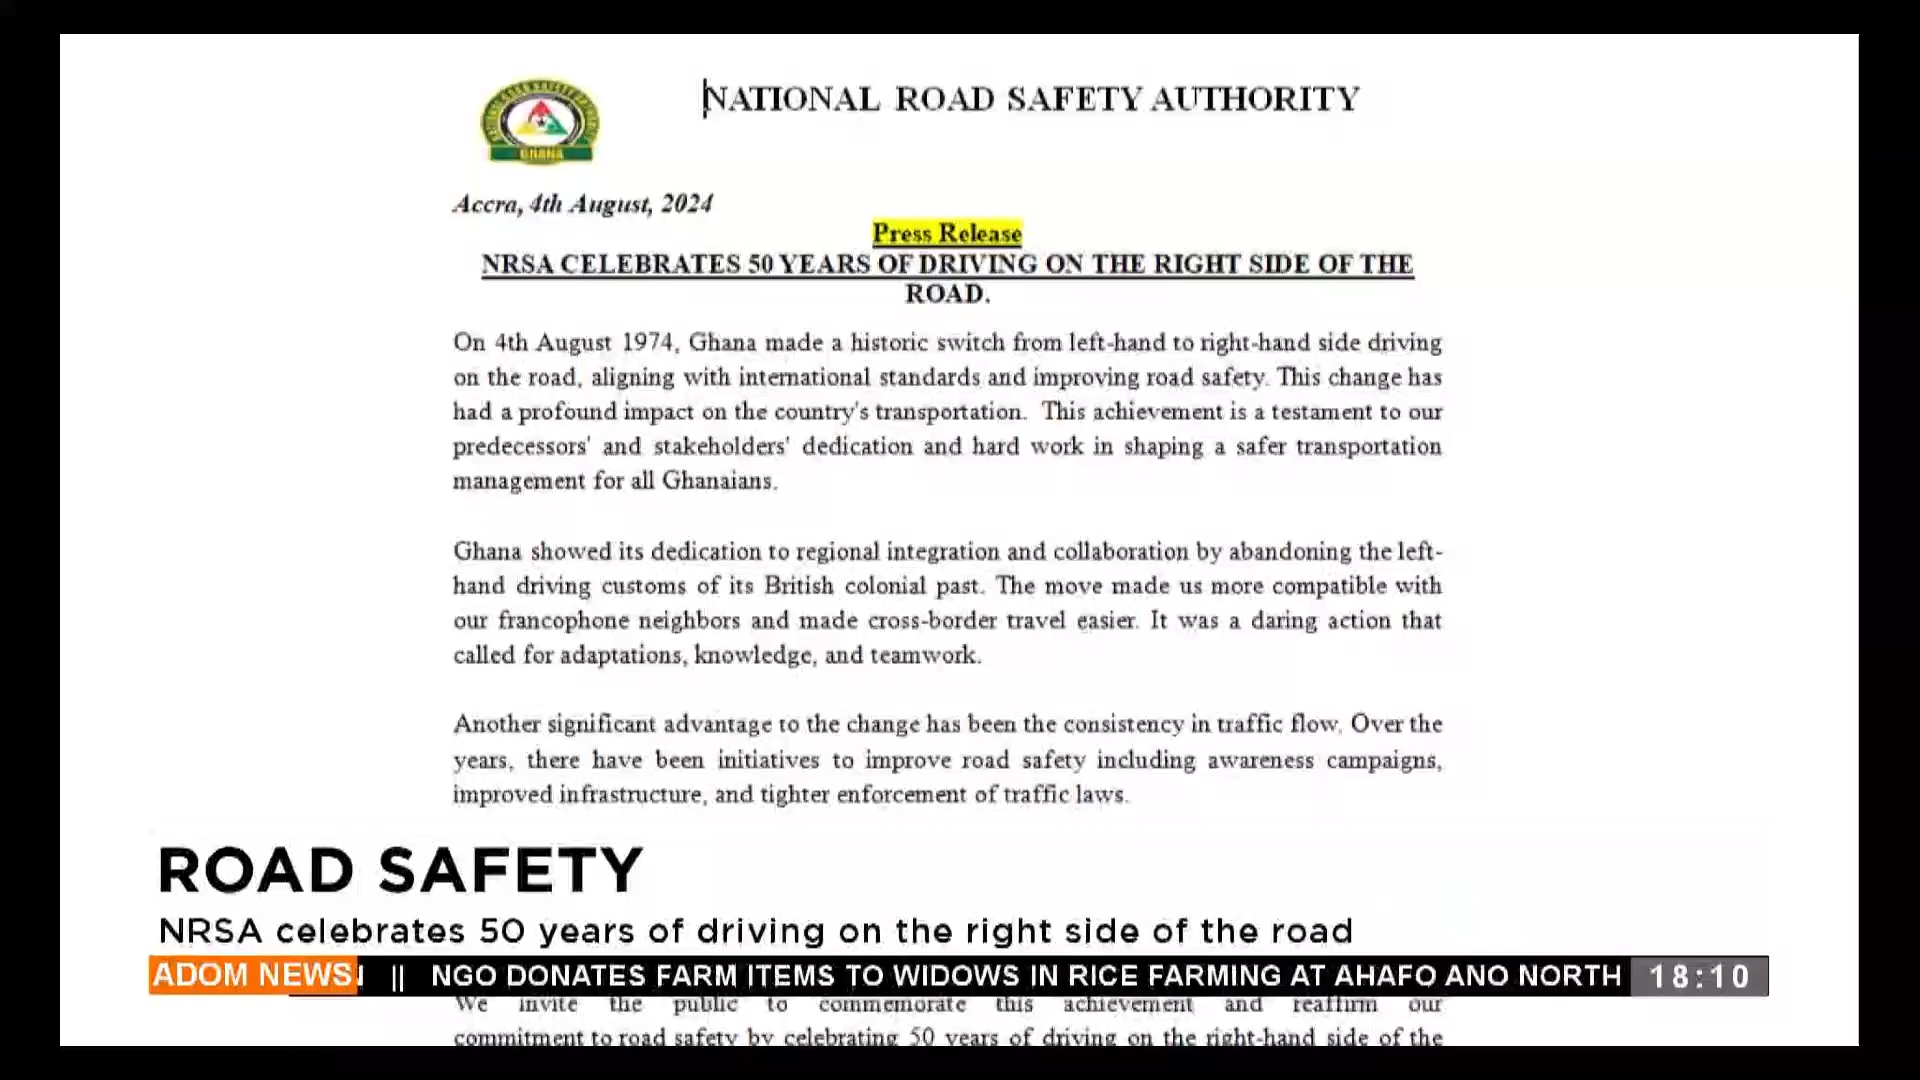 GHANA
NATIONAL ROAD SAFETY AUTHORITY
Accra, 4th August, 2024
Press Release
NRSA CELEBRATES 50 YEARS OF DRIVING ON THE RIGHT SIDE OF THE
ROAD.
On 4th August 1974, Ghana made a historic switch from left-hand to right-hand side driving
on the road, aligning with international standards and improving road safety. This change has
had a profound impact on the country's transportation. This achievement is a testament to our
predecessors' and stakeholders' dedication and hard work in shaping a safer transportation
management for all Ghanaians.
Ghana showed its dedication to regional integration and collaboration by abandoning the left-
hand driving customs of its British colonial past. The move made us more compatible with
our francophone neighbors and made cross-border travel easier. It was a daring action that
called for adaptations, knowledge, and teamwork.
Another significant advantage to the change has been the consistency in traffic flow. Over the
years, there have been initiatives to improve road safety including awareness campaigns,
improved infrastructure, and tighter enforcement of traffic laws.
ROAD SAFETY
NRSA celebrates 50 years of driving on the right side of the road
ADOM NEWS || NGO DONATES FARM ITEMS TO WIDOWS IN RICE FARMING AT AHAFO ANO NORTH 18:10
We invite the public to commemorate this achievement and reaffirm our
commitment to road safety by celebrating 50 years of driving on the right-hand side of the